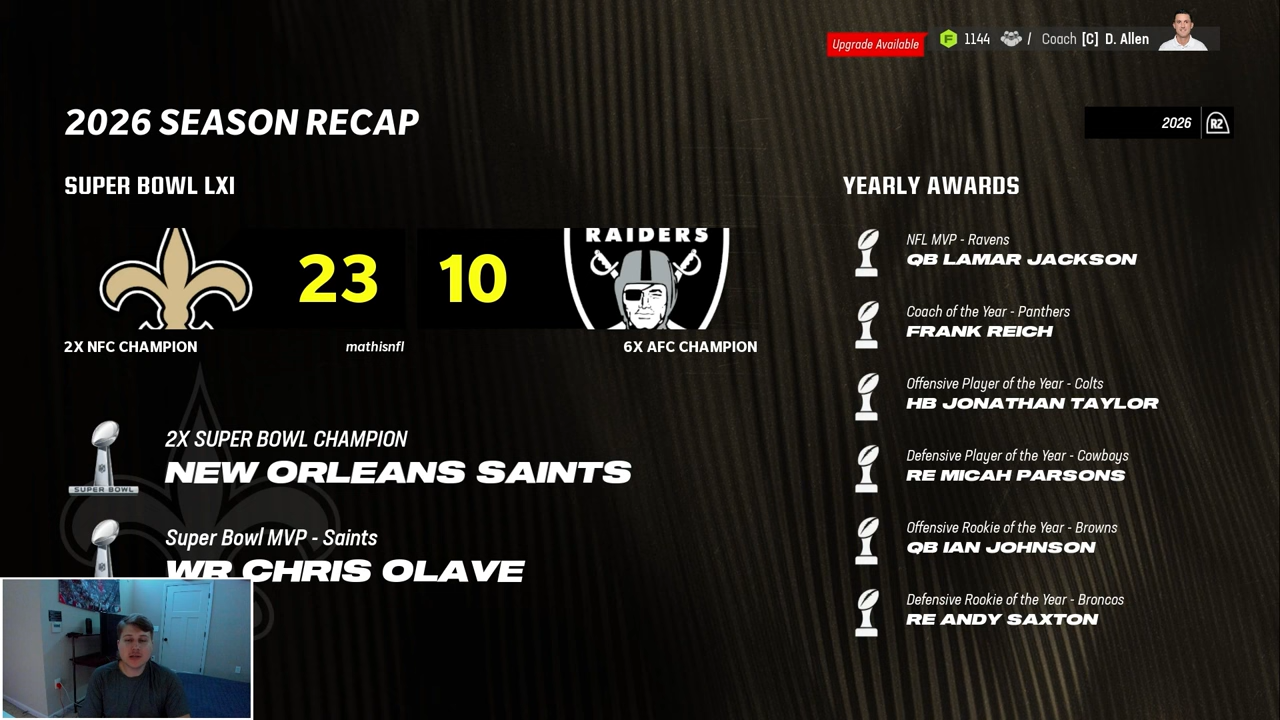 Upgrade Available
1144
/ Coach [C] D. Allen
2026 SEASON RECAP
2026 R2
SUPER BOWL LXI
23
10
RAIDERS
2X NFC CHAMPION
mathisnfl
6X AFC CHAMPION
SUPER BOWL
2X SUPER BOWL CHAMPION
NEW ORLEANS SAINTS
Super Bowl MVP - Saints
WR CHRIS OLAVE
YEARLY AWARDS
NFL MVP - Ravens
QB LAMAR JACKSON
Coach of the Year - Panthers
FRANK REICH
Offensive Player of the Year - Colts
HB JONATHAN TAYLOR
Defensive Player of the Year - Cowboys
RE MICAH PARSONS
Offensive Rookie of the Year - Browns
QB IAN JOHNSON
Defensive Rookie of the Year - Broncos
RE ANDY SAXTON